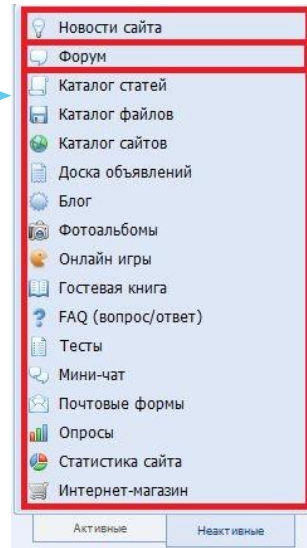 Новости сайта
Форум
Каталог статей
Каталог файлов
Каталог сайтов
Доска объявлений
Блог
Фотоальбомы
Онлайн игры
Гостевая книга
FAQ (вопрос/ответ)
Тесты
Мини-чат
Почтовые формы
Опросы
Статистика сайта
Интернет-магазин
Активные Неактивные